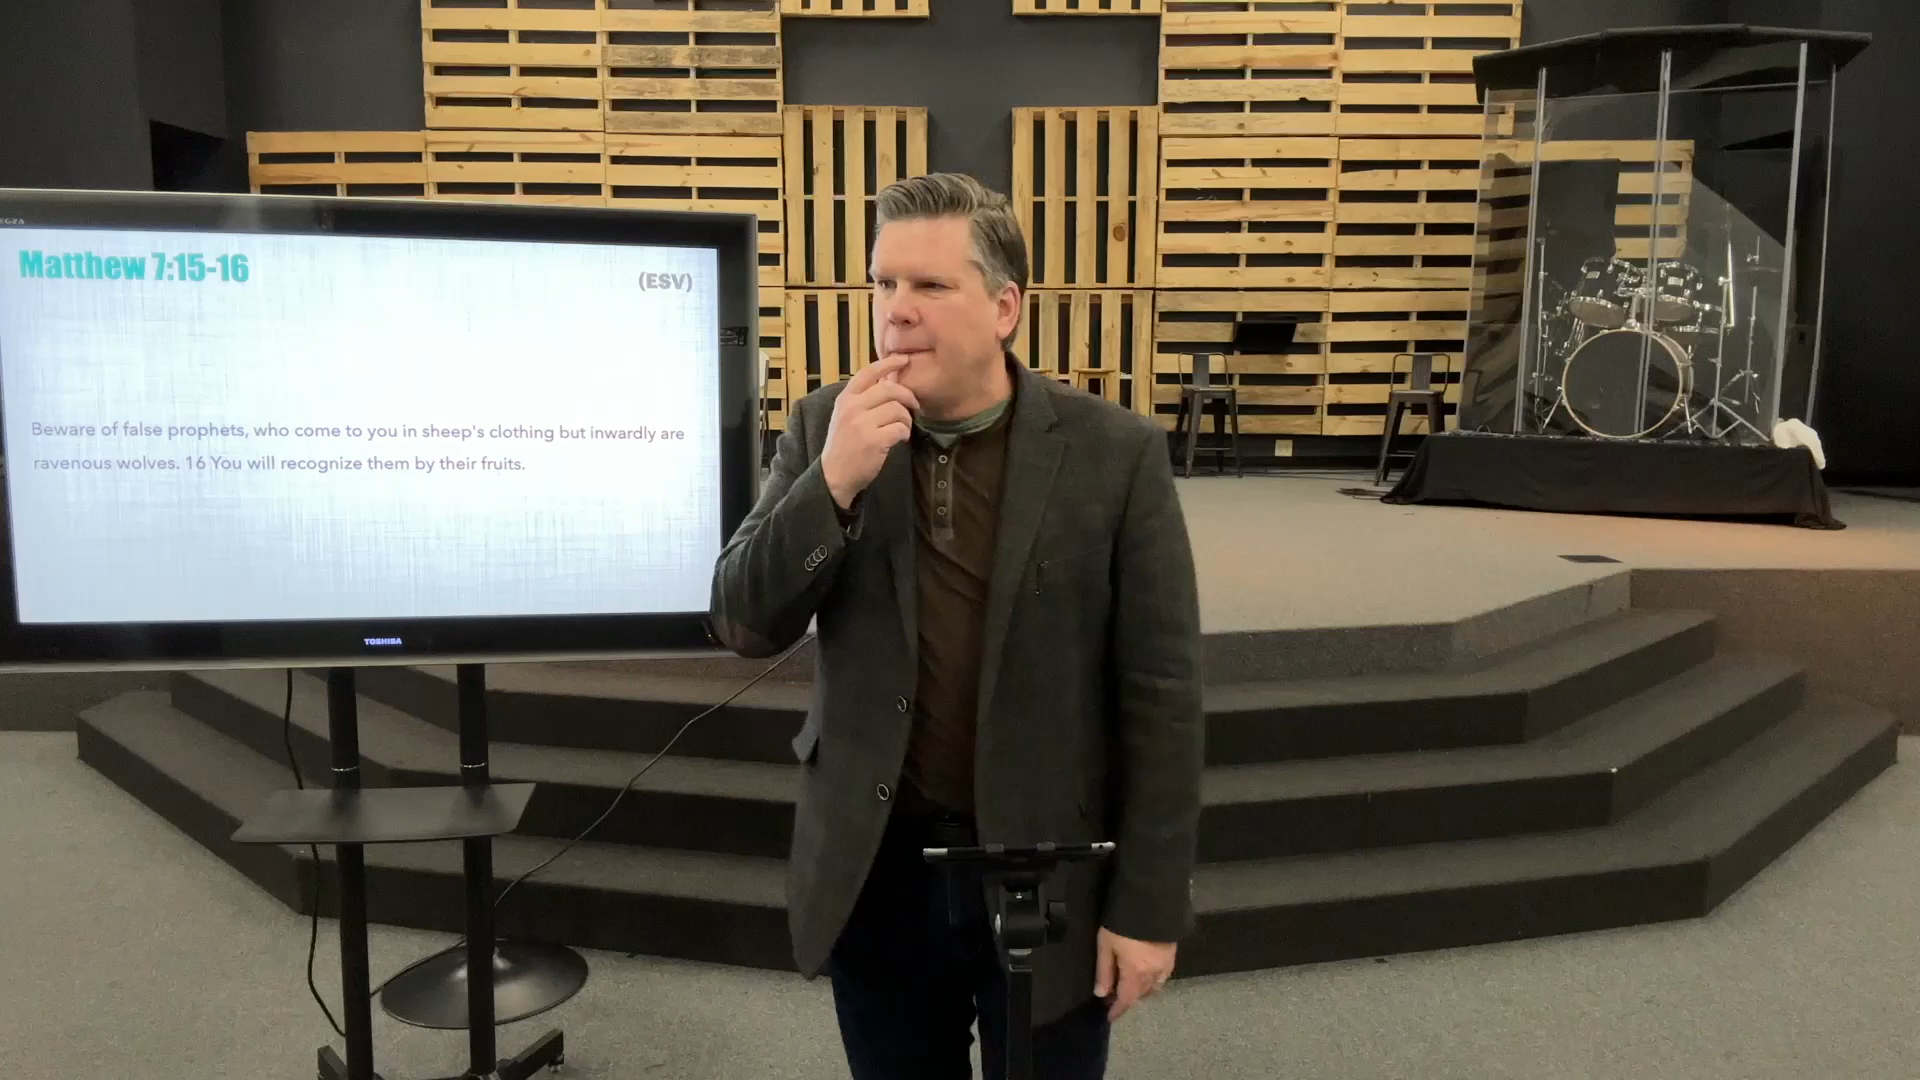 EGZA
Matthew 7:15-16
(ESV)
Beware of false prophets, who come to you in sheep's clothing but inwardly are
ravenous wolves. 16 You will recognize them by their fruits.
TOSHIBA